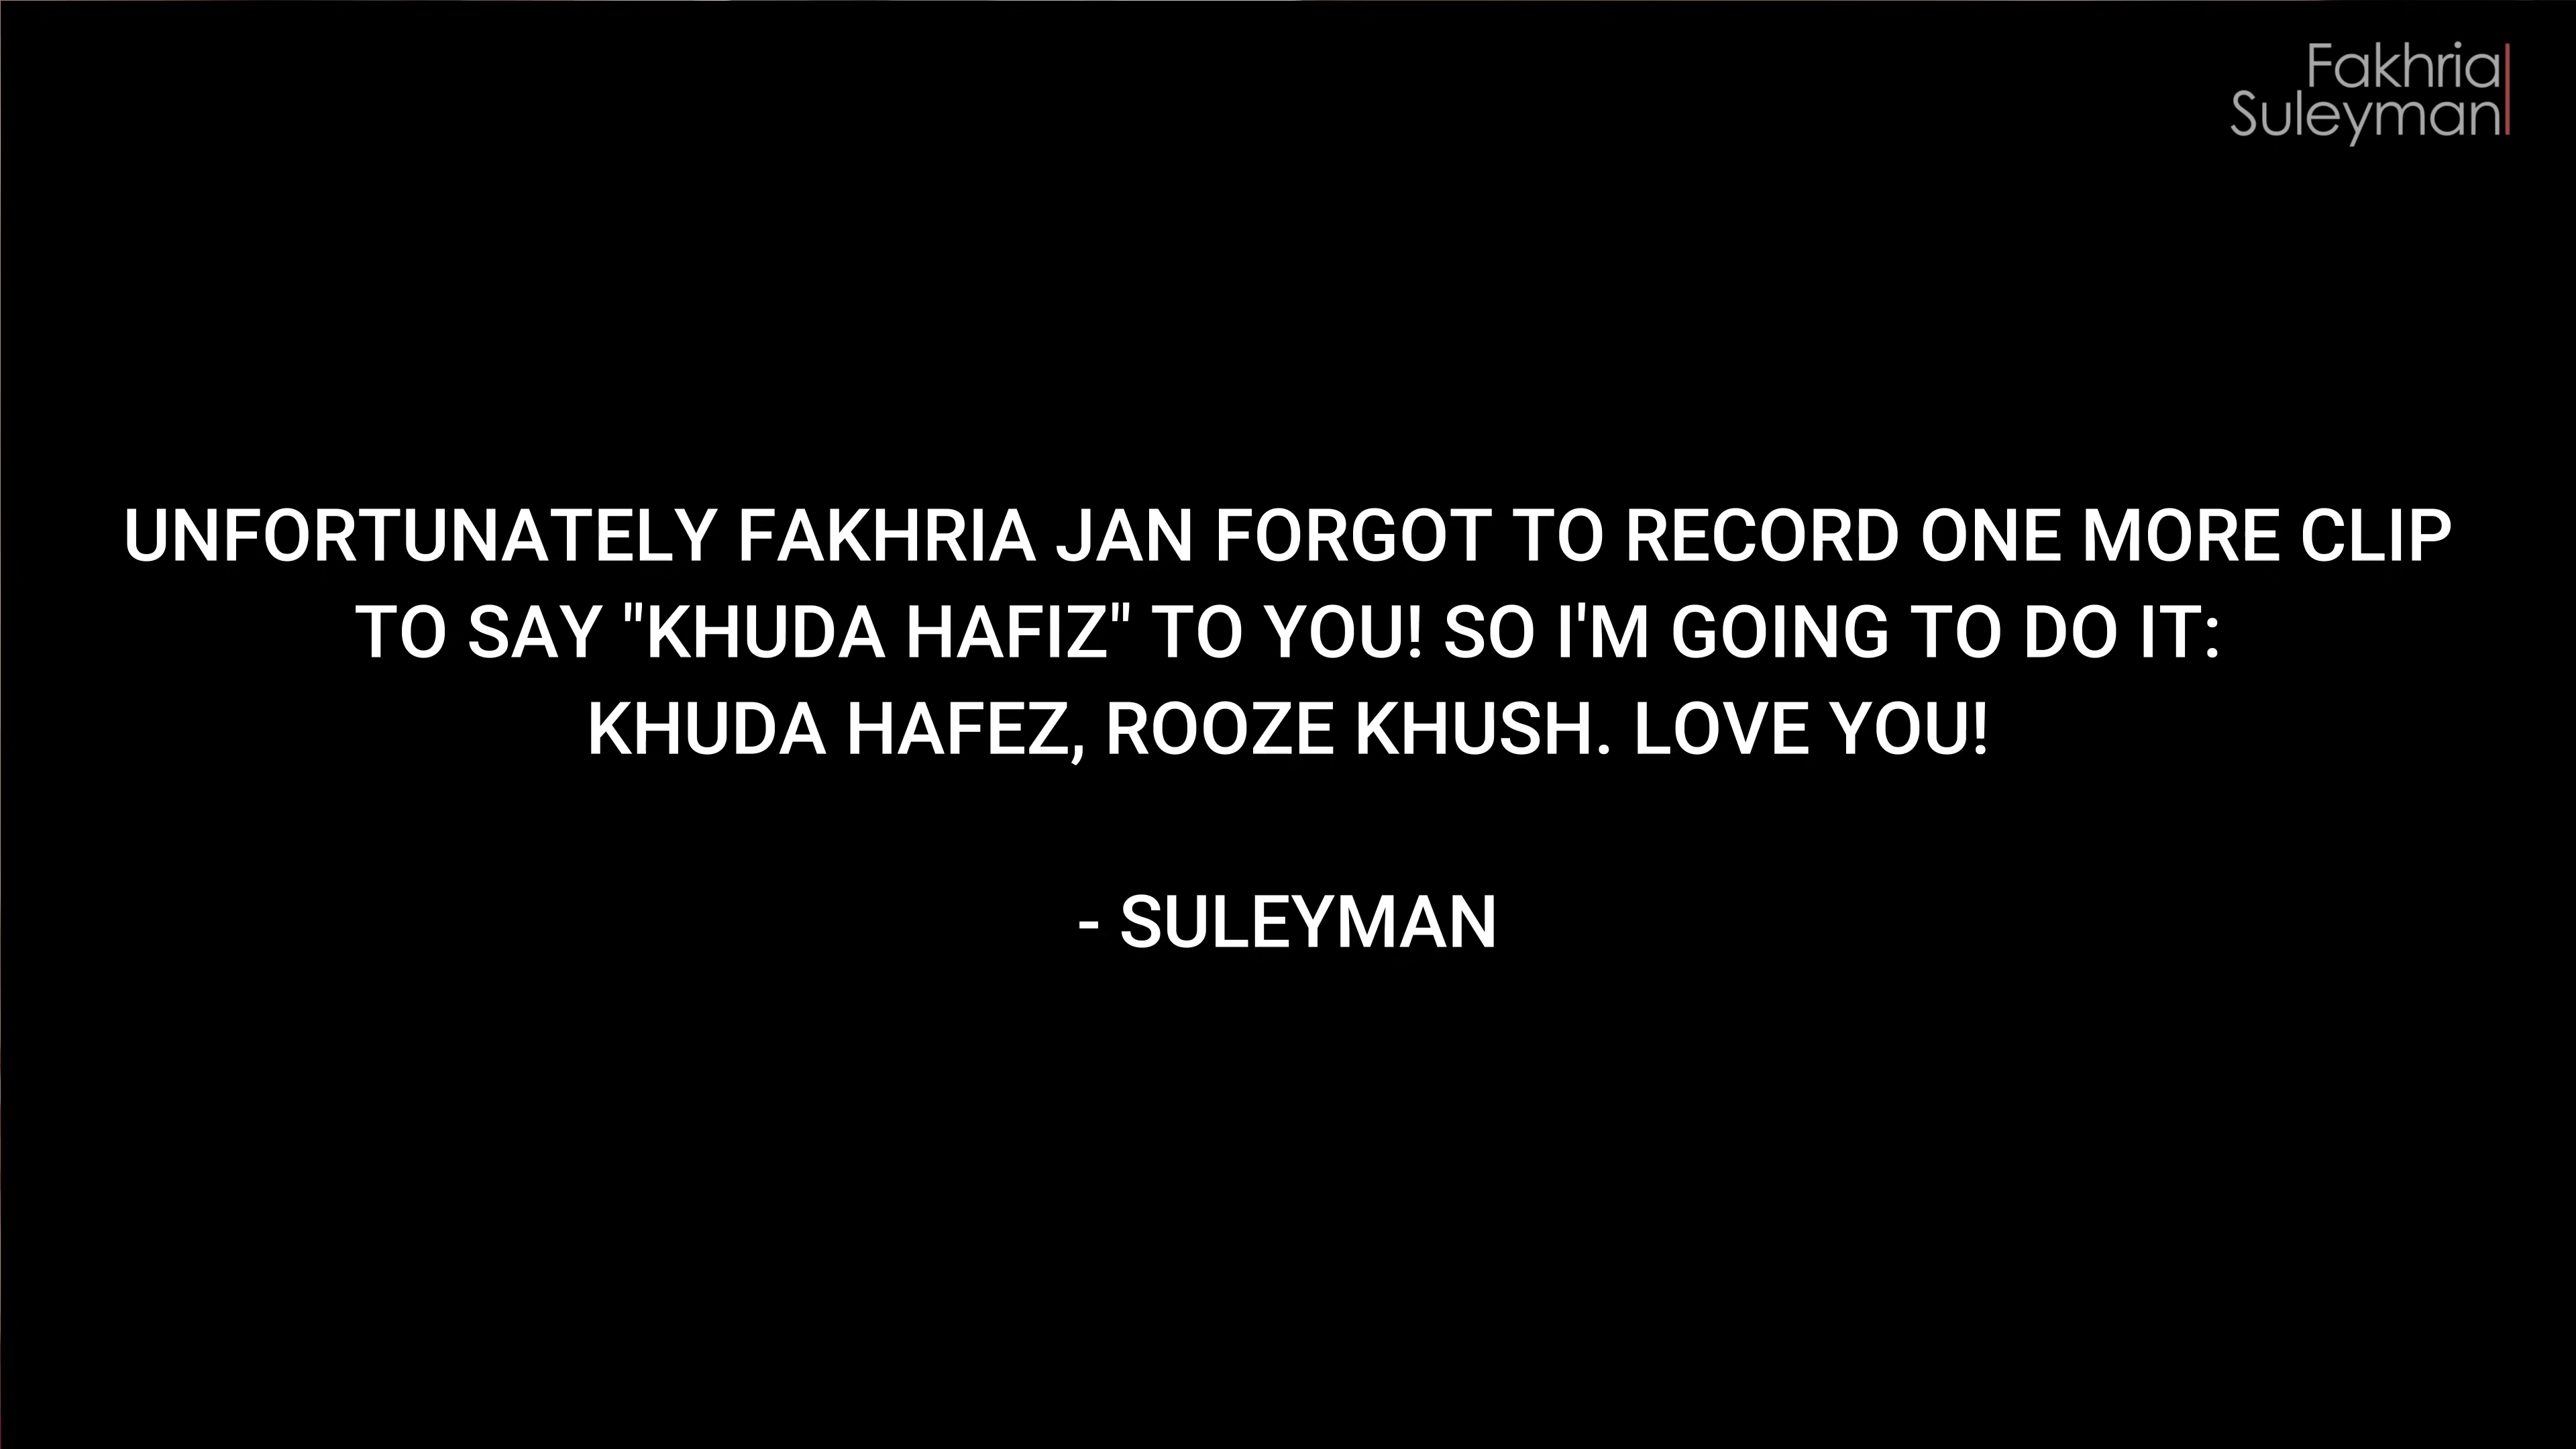 Fakhria
Suleyman
UNFORTUNATELY FAKHRIA JAN FORGOT TO RECORD ONE MORE CLIP
TO SAY "KHUDA HAFIZ" TO YOU! SO I'M GOING TO DO IT:
KHUDA HAFEZ, ROOZE KHUSH. LOVE YOU!
- SULEYMAN